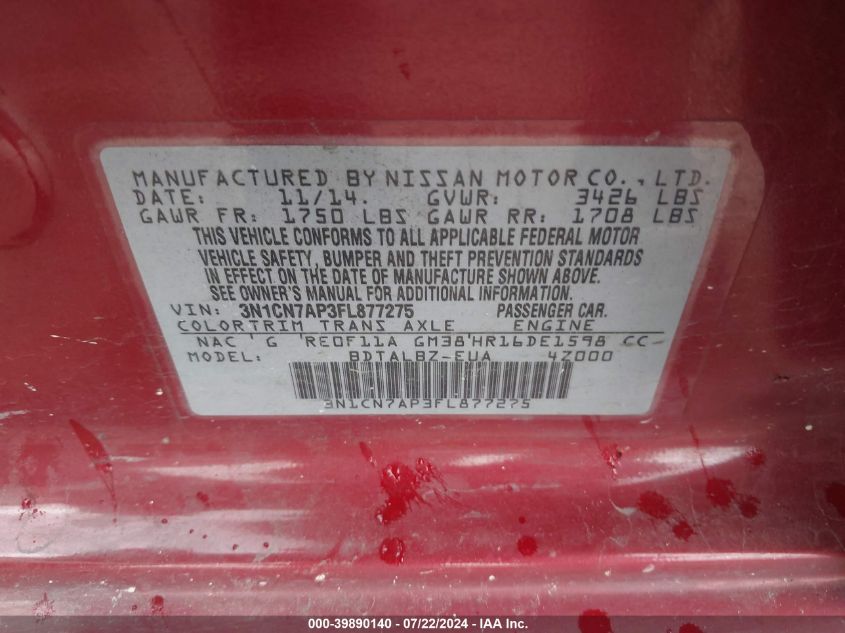 MANUFACTURED BY NISSAN MOTOR CO., LTD.
DATE: 11/14. GVWR: 3426 LBS
GAWR FR: 1750 LBS GAWR RR: 1708 LBS
THIS VEHICLE CONFORMS TO ALL APPLICABLE FEDERAL MOTOR
VEHICLE SAFETY, BUMPER AND THEFT PREVENTION STANDARDS
IN EFFECT ON THE DATE OF MANUFACTURE SHOWN ABOVE.
SEE OWNER'S MANUAL FOR ADDITIONAL INFORMATION.
VIN: 3N1CN7AP3FL877275 PASSENGER CAR.
COLOR TRIM TRANS AXLE ENGINE
NAC ' G 'RE0F11A GM38'HR16DE1598 CC
MODEL: BDTALBZ-EUA 4Z000
3N1CN7AP3FL877275
000-39890140 - 07/22/2024 - IAA Inc.